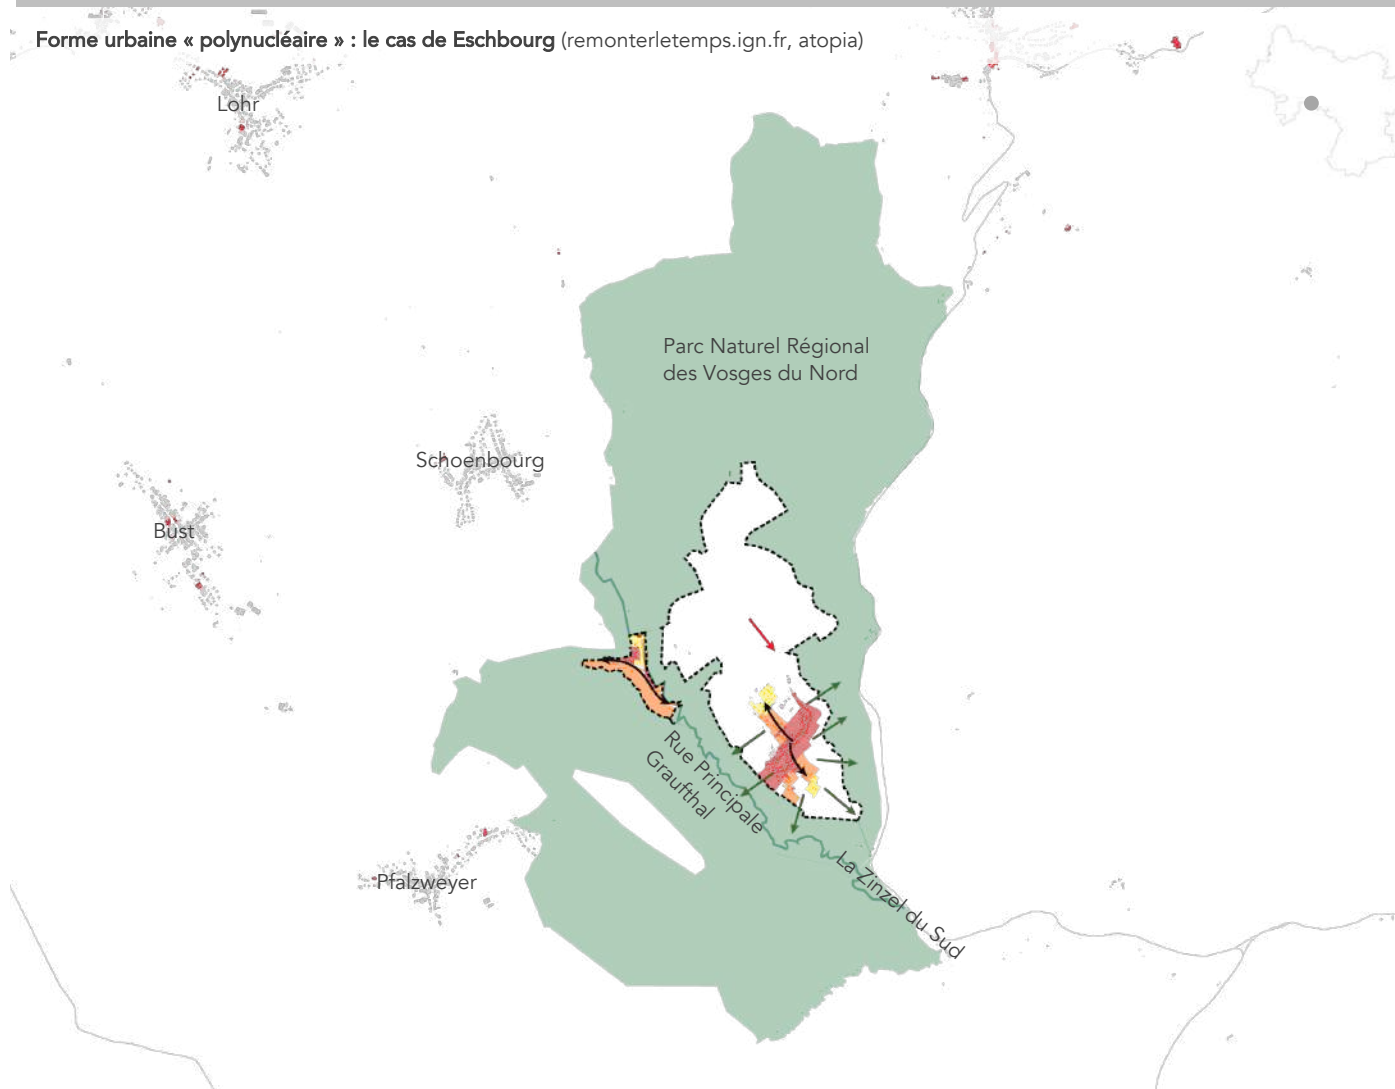 Forme urbaine « polynucléaire » : le cas de Eschbourg (remonterletemps.ign.fr, atopia)
Lohr
Parc Naturel Régional
des Vosges du Nord
Schoenbourg
Bust
Rue Principale
Graufthal
La Zinzel du Sud
Pfalzweyer